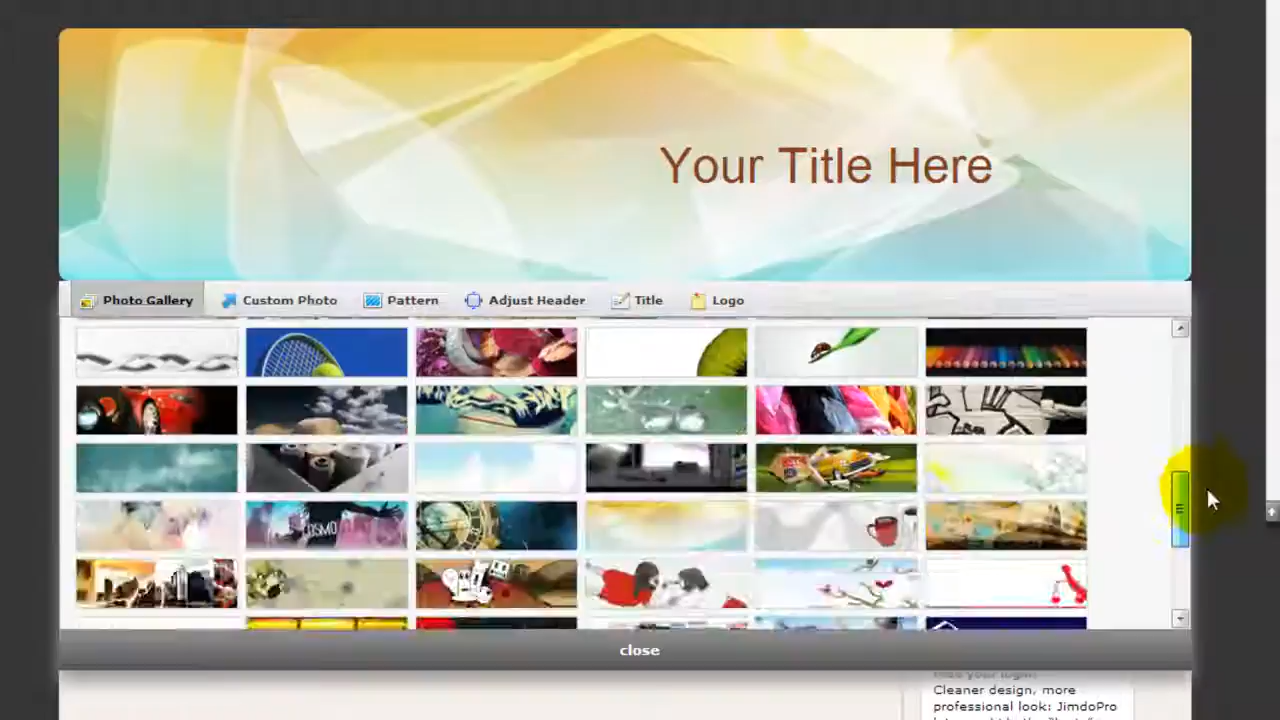 Your Title Here
Photo Gallery
Custom Photo
Pattern
Adjust Header
Title
Logo
COSMO
close
Cleaner design, more
professional look: JimdoPro